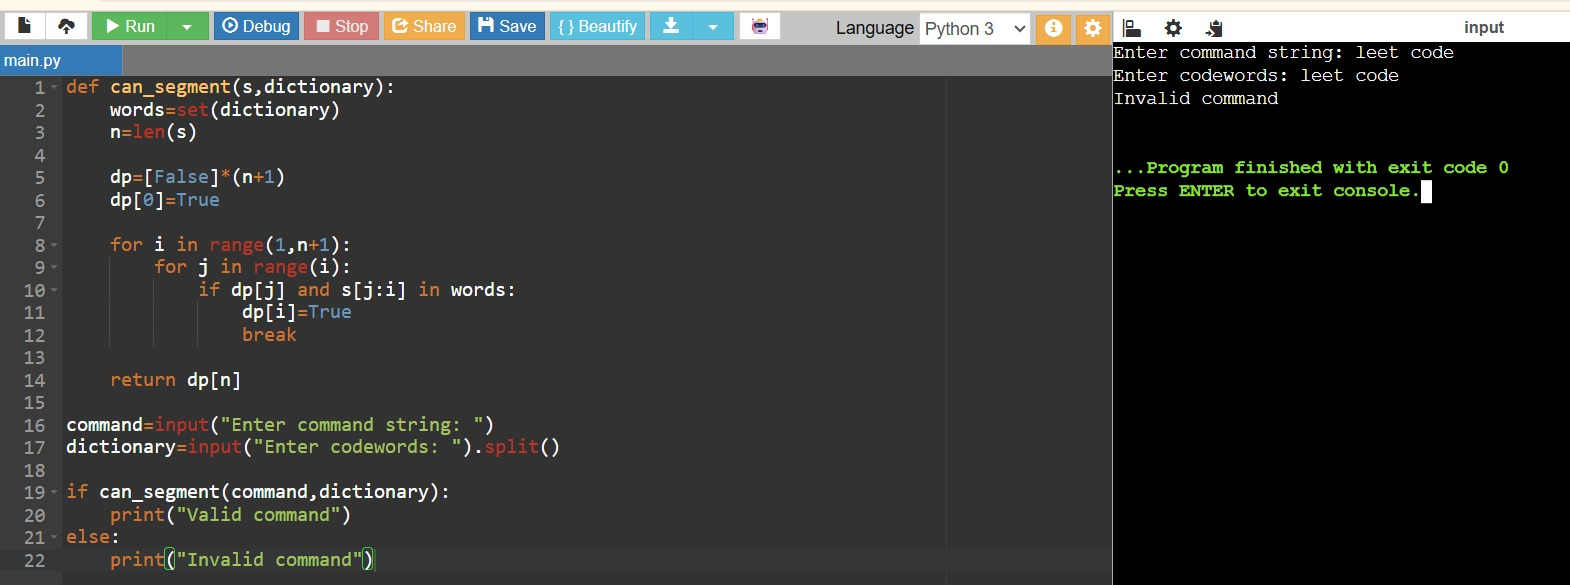 Run Debug Stop Share Save { } Beautify Language Python 3 input
main.py
1 def can_segment(s,dictionary):
2     words=set(dictionary)
3     n=len(s)
4
5     dp=[False]*(n+1)
6     dp[0]=True
7
8     for i in range(1,n+1):
9         for j in range(i):
10             if dp[j] and s[j:i] in words:
11                 dp[i]=True
12                 break
13
14     return dp[n]
15
16 command=input("Enter command string: ")
17 dictionary=input("Enter codewords: ").split()
18
19 if can_segment(command,dictionary):
20     print("Valid command")
21 else:
22     print("Invalid command")
Enter command string: leet code
Enter codewords: leet code
Invalid command
...Program finished with exit code 0
Press ENTER to exit console.